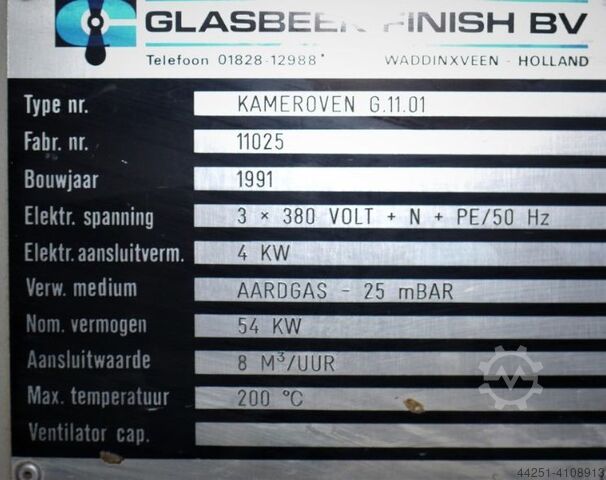 GLASBEEK FINISH BV
Telefoon 01828-12988* WADDINXVEEN - HOLLAND
Type nr. KAMEROVEN G.11.01
Fabr. nr. 11025
Bouwjaar 1991
Elektr. spanning 3 × 380 VOLT + N + PE/50 Hz
Elektr. aansluitverm. 4 KW
Verw. medium AARDGAS - 25 mBAR
Nom. vermogen 54 KW
Aansluitwaarde 8 M³/UUR
Max. temperatuur 200 °C
Ventilator cap.
44251-4108913